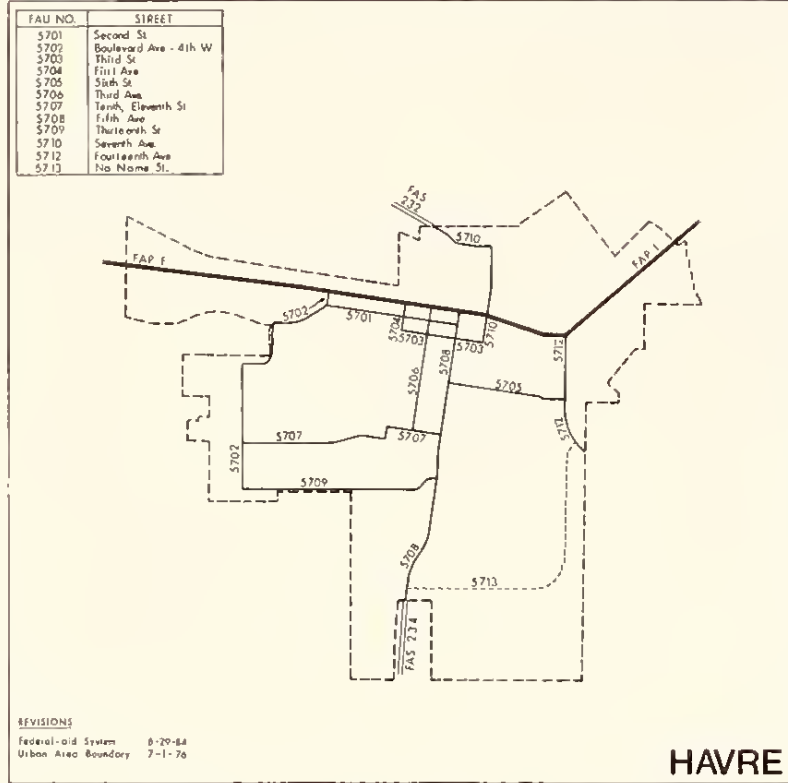 FAU NO. STREET
5701 Second St
5702 Boulevard Ave - 4th W
5703 Third St
5704 First Ave
5705 Sixth St
5706 Third Ave
5707 Tenth, Eleventh St
5708 Fifth Ave
5709 Thirteenth St
5710 Seventh Ave
5712 Fourteenth Ave
5713 No Name St.
FAS
232
5710
FAP F
FAP I
5702
5701
5704
5703
5703
5710
5712
5706
5708
5705
5707
5707
5712
5702
5709
5708
5713
FAS 234
REVISIONS
Federal-aid System 8-29-84
Urban Area Boundary 7-1-76
HAVRE